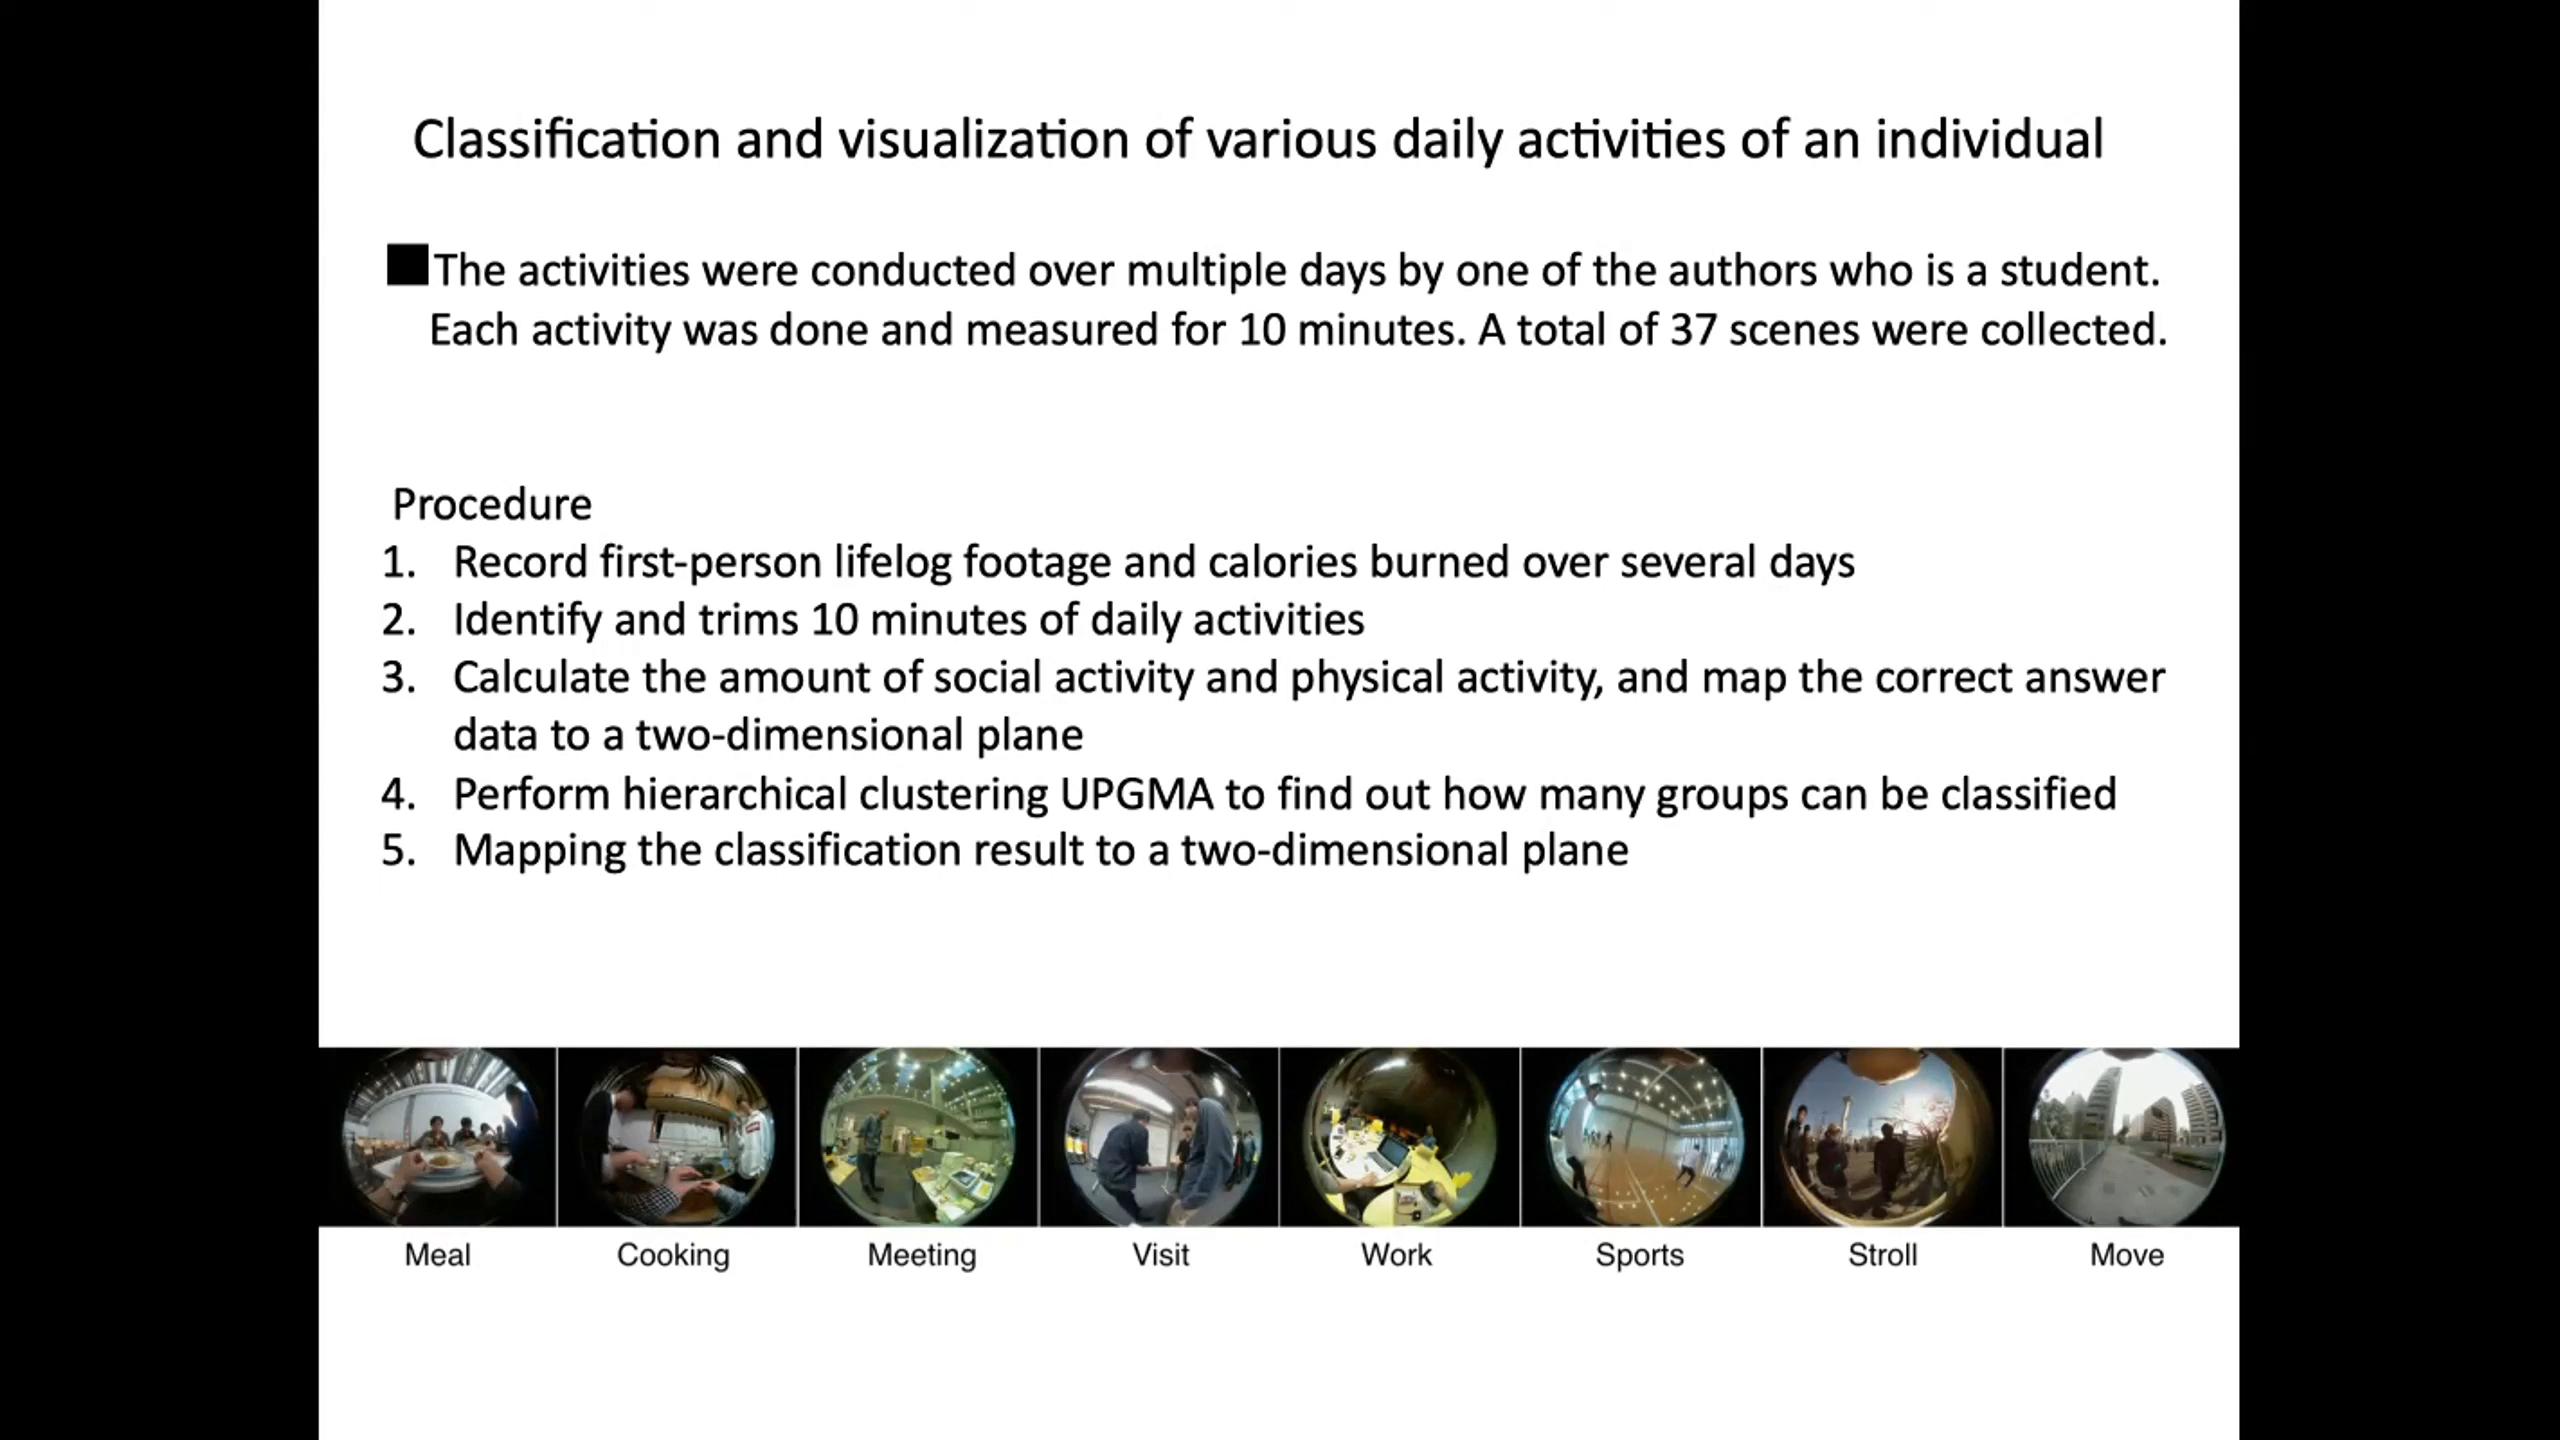 Classification and visualization of various daily activities of an individual
The activities were conducted over multiple days by one of the authors who is a student.
Each activity was done and measured for 10 minutes. A total of 37 scenes were collected.
Procedure
1. Record first-person lifelog footage and calories burned over several days
2. Identify and trims 10 minutes of daily activities
3. Calculate the amount of social activity and physical activity, and map the correct answer
data to a two-dimensional plane
4. Perform hierarchical clustering UPGMA to find out how many groups can be classified
5. Mapping the classification result to a two-dimensional plane
Meal
Cooking
Meeting
Visit
Work
Sports
Stroll
Move